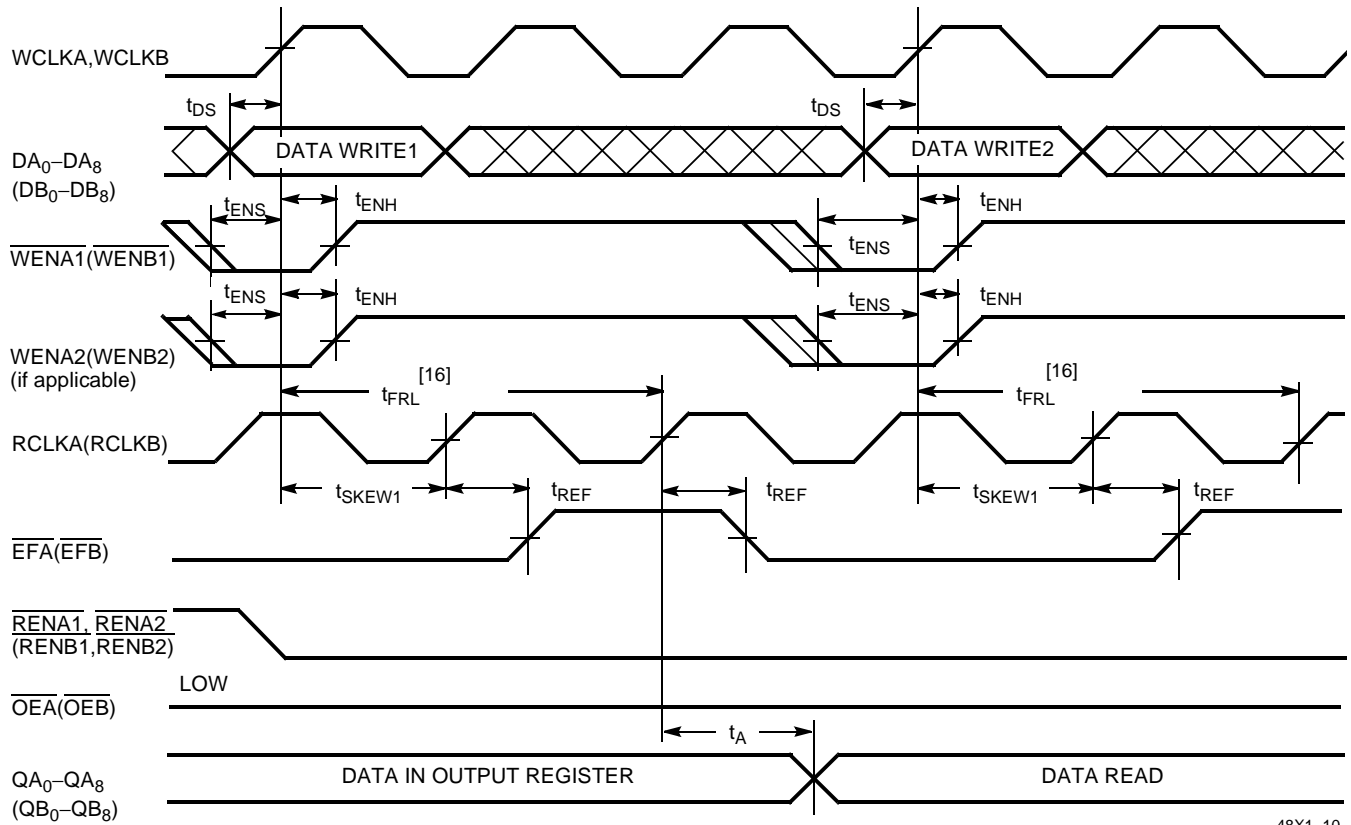 WCLKA,WCLKB
tDS
tDS
DATA WRITE1
DATA WRITE2
DA0–DA8
(DB0–DB8)
tENS
tENH
tENH
WENA1(WENB1)
tENS
tENS
tENH
tENS
tENH
WENA2(WENB2)
(if applicable)
[16]
tFRL
[16]
tFRL
RCLKA(RCLKB)
tSKEW1
tREF
tREF
tSKEW1
tREF
EFA(EFB)
RENA1, RENA2
(RENB1,RENB2)
LOW
OEA(OEB)
tA
DATA IN OUTPUT REGISTER
DATA READ
QA0–QA8
(QB0–QB8)